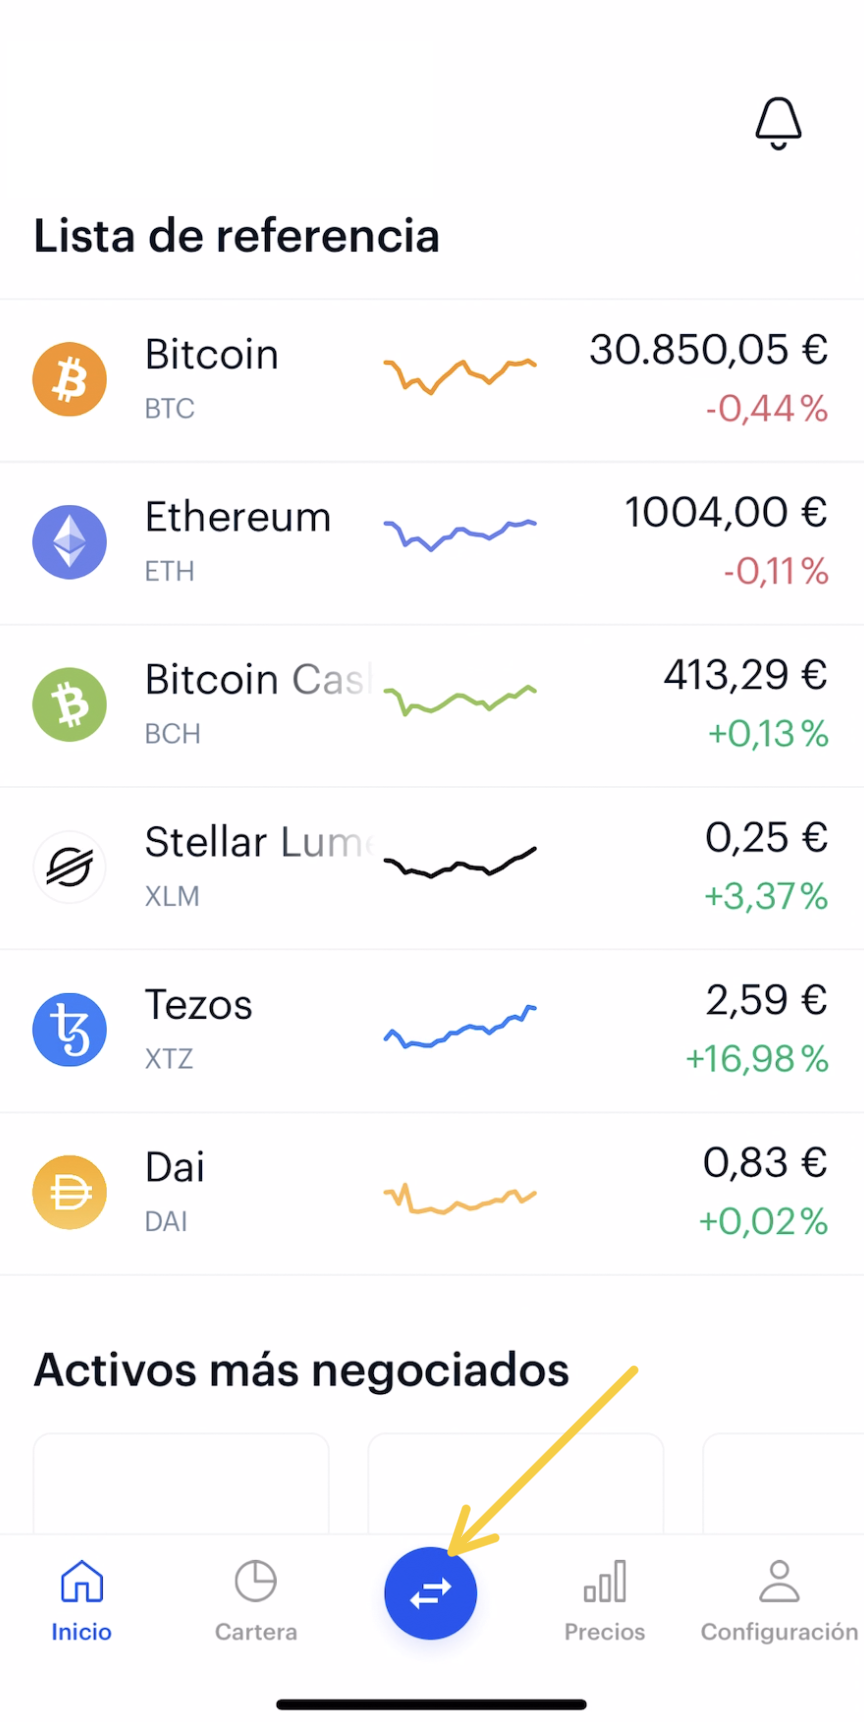 Lista de referencia
Bitcoin
30.850,05 €
BTC
-0,44 %
Ethereum
1004,00 €
ETH
-0,11 %
Bitcoin Cas
413,29 €
BCH
+0,13 %
Stellar Lum
0,25 €
XLM
+3,37 %
Tezos
2,59 €
XTZ
+16,98 %
Dai
0,83 €
DAI
+0,02 %
Activos más negociados
Inicio
Cartera
Precios
Configuración